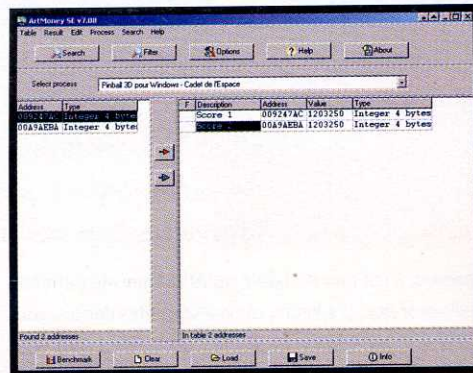 ArtMoney SE v7.00
Table Result Edit Process Search Help
Search Filter Options Help About
Select process Pinball 3D pour Windows - Cadet de l'Espace
Address Type
009247AC Integer 4 bytes
00A9AEBA Integer 4 bytes
F Description Address Value Type
Score 1 009247AC 1203250 Integer 4 bytes
Score 00A9AEBA 1203250 Integer 4 bytes
Found 2 addresses
In table 2 addresses
Benchmark Clear Load Save Info